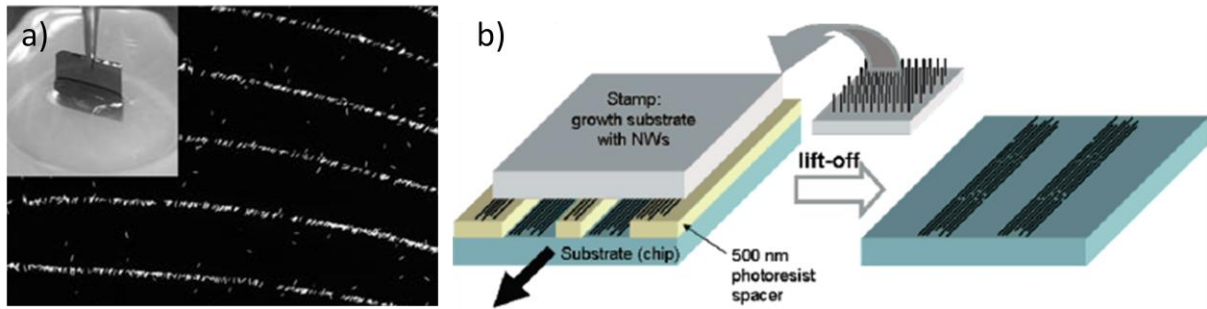 a)
b)
Stamp:
growth substrate
with NWs
lift-off
Substrate (chip)
500 nm
photoresist
spacer